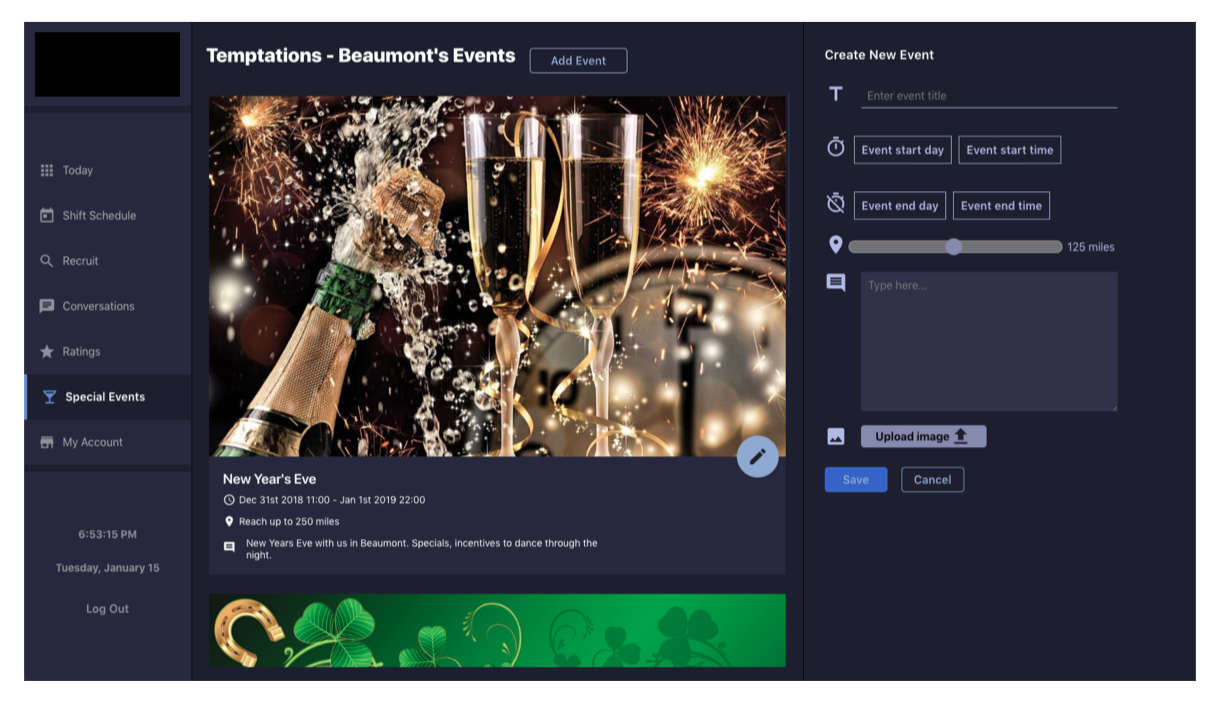 Temptations - Beaumont's Events
Add Event
Today
Shift Schedule
Recruit
Conversations
Ratings
Special Events
My Account
6:53:15 PM
Tuesday, January 15
Log Out
New Year's Eve
Dec 31st 2018 11:00 - Jan 1st 2019 22:00
Reach up to 250 miles
New Years Eve with us in Beaumont. Specials, incentives to dance through the
night.
Create New Event
Enter event title
Event start day
Event start time
Event end day
Event end time
125 miles
Type here...
Upload image
Save
Cancel